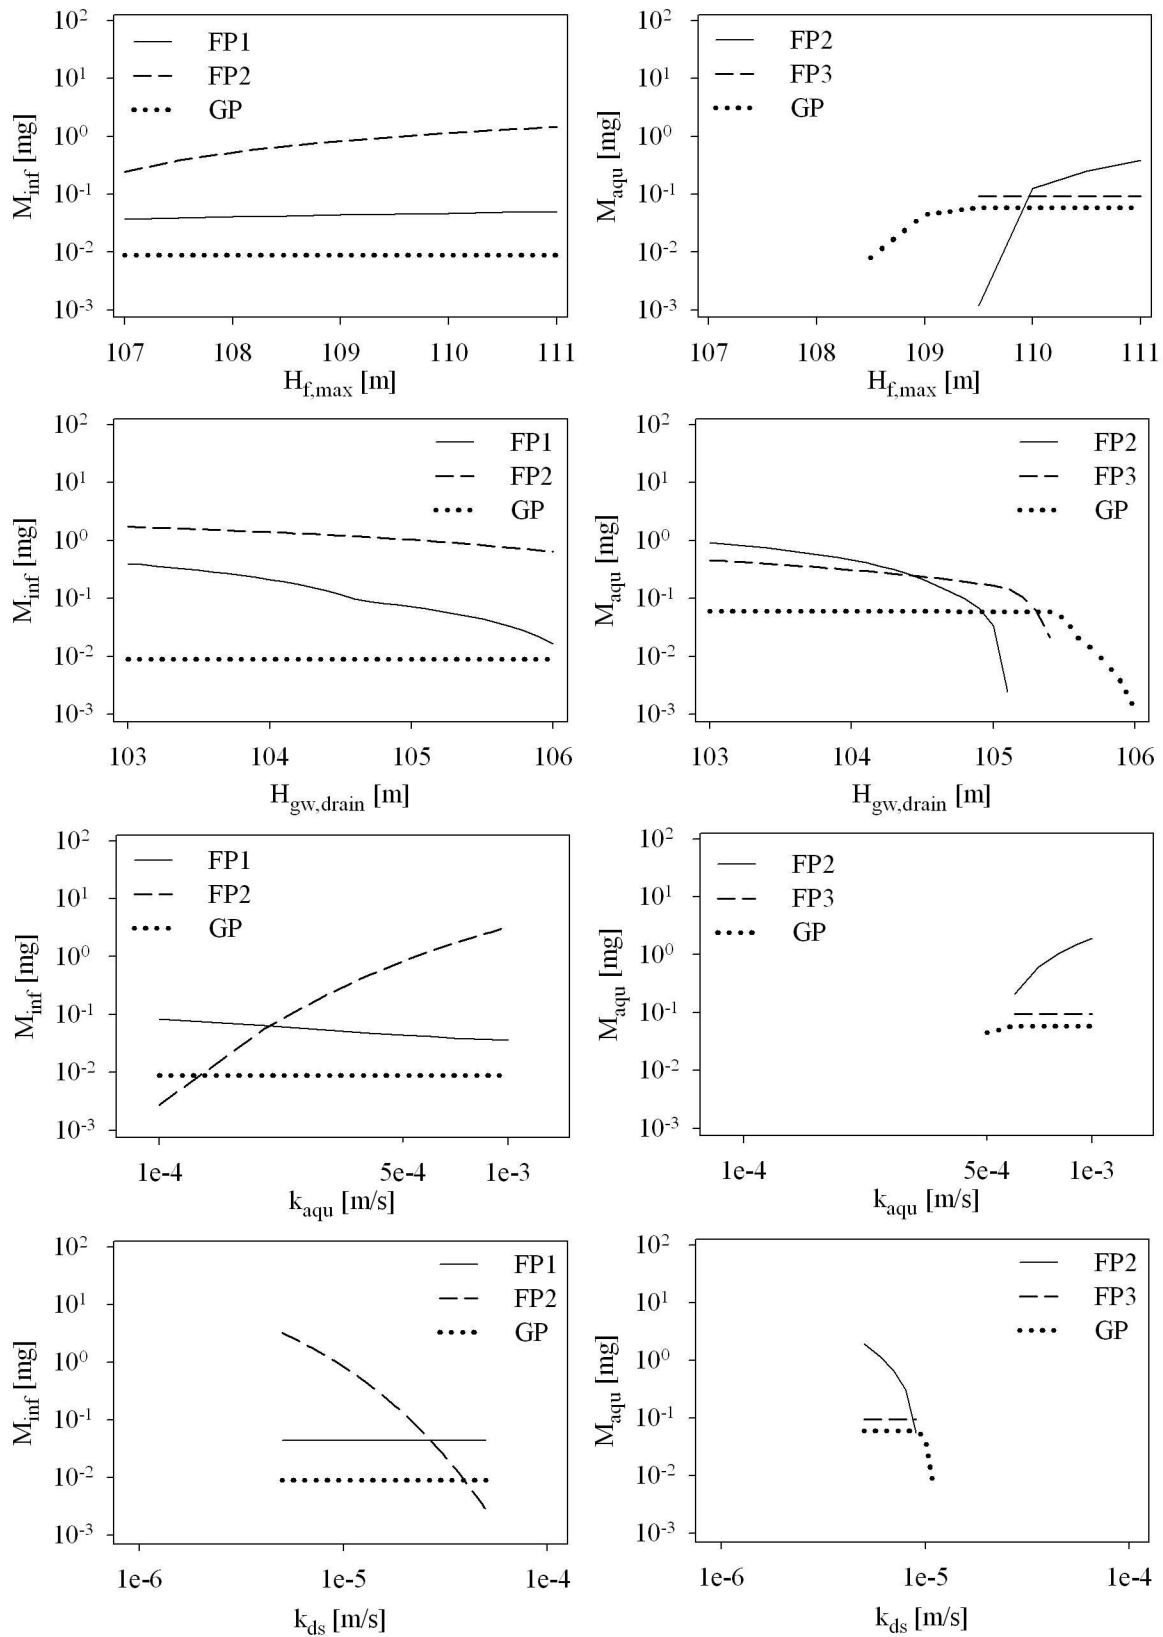 10² 10¹ 10⁰ 10⁻¹ 10⁻² 10⁻³
M_inf [mg]
FP1
FP2
GP
107 108 109 110 111
H_f,max [m]
10² 10¹ 10⁰ 10⁻¹ 10⁻² 10⁻³
M_aqu [mg]
FP2
FP3
GP
107 108 109 110 111
H_f,max [m]
10² 10¹ 10⁰ 10⁻¹ 10⁻² 10⁻³
M_inf [mg]
FP1
FP2
GP
103 104 105 106
H_gw,drain [m]
10² 10¹ 10⁰ 10⁻¹ 10⁻² 10⁻³
M_aqu [mg]
FP2
FP3
GP
103 104 105 106
H_gw,drain [m]
10² 10¹ 10⁰ 10⁻¹ 10⁻² 10⁻³
M_inf [mg]
FP1
FP2
GP
1e-4 5e-4 1e-3
k_aqu [m/s]
10² 10¹ 10⁰ 10⁻¹ 10⁻² 10⁻³
M_aqu [mg]
FP2
FP3
GP
1e-4 5e-4 1e-3
k_aqu [m/s]
10² 10¹ 10⁰ 10⁻¹ 10⁻² 10⁻³
M_inf [mg]
FP1
FP2
GP
1e-6 1e-5 1e-4
k_ds [m/s]
10² 10¹ 10⁰ 10⁻¹ 10⁻² 10⁻³
M_aqu [mg]
FP2
FP3
GP
1e-6 1e-5 1e-4
k_ds [m/s]